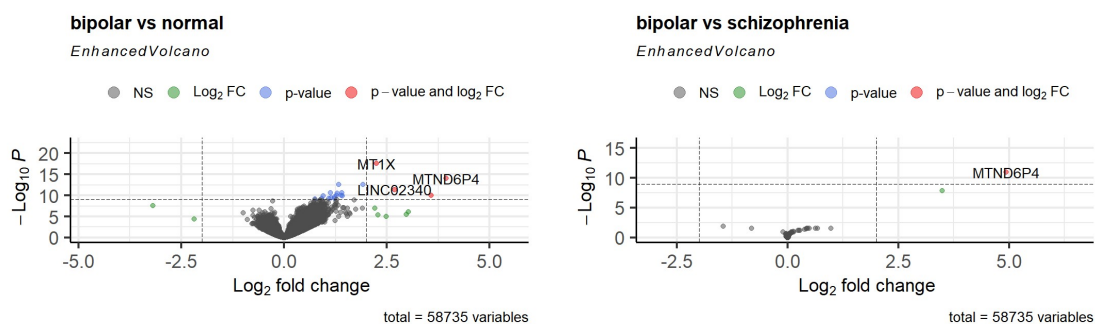 bipolar vs normal
EnhancedVolcano
NS Log2 FC p-value p−value and log2 FC
−Log10 P
20
15
10
5
0
MT1X
MTND6P4
LINC02340
-5.0 -2.5 0.0 2.5 5.0
Log2 fold change
total = 58735 variables
bipolar vs schizophrenia
EnhancedVolcano
NS Log2 FC p-value p−value and log2 FC
−Log10 P
15
10
5
0
MTND6P4
-2.5 0.0 2.5 5.0
Log2 fold change
total = 58735 variables